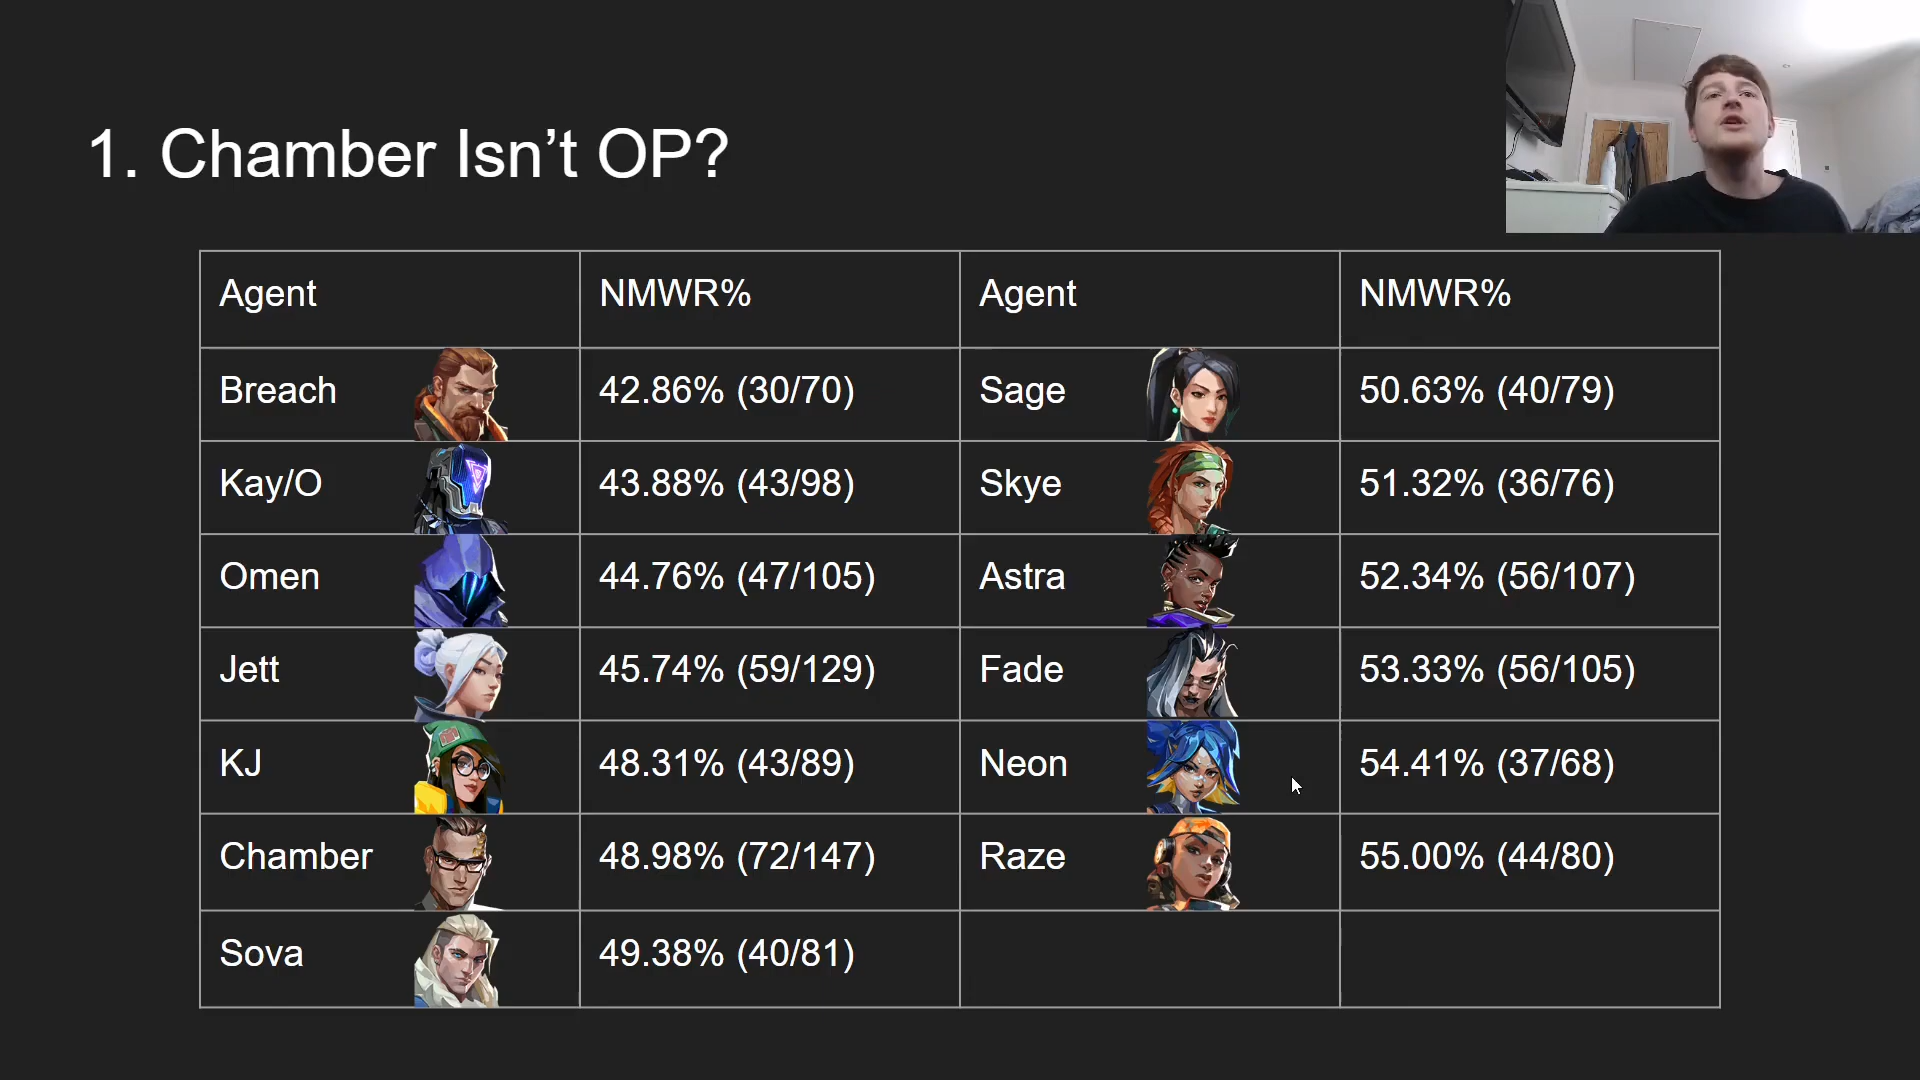 1. Chamber Isn’t OP?
Agent NMWR% Agent NMWR%
Breach 42.86% (30/70) Sage 50.63% (40/79)
Kay/O 43.88% (43/98) Skye 51.32% (36/76)
Omen 44.76% (47/105) Astra 52.34% (56/107)
Jett 45.74% (59/129) Fade 53.33% (56/105)
KJ 48.31% (43/89) Neon 54.41% (37/68)
Chamber 48.98% (72/147) Raze 55.00% (44/80)
Sova 49.38% (40/81)